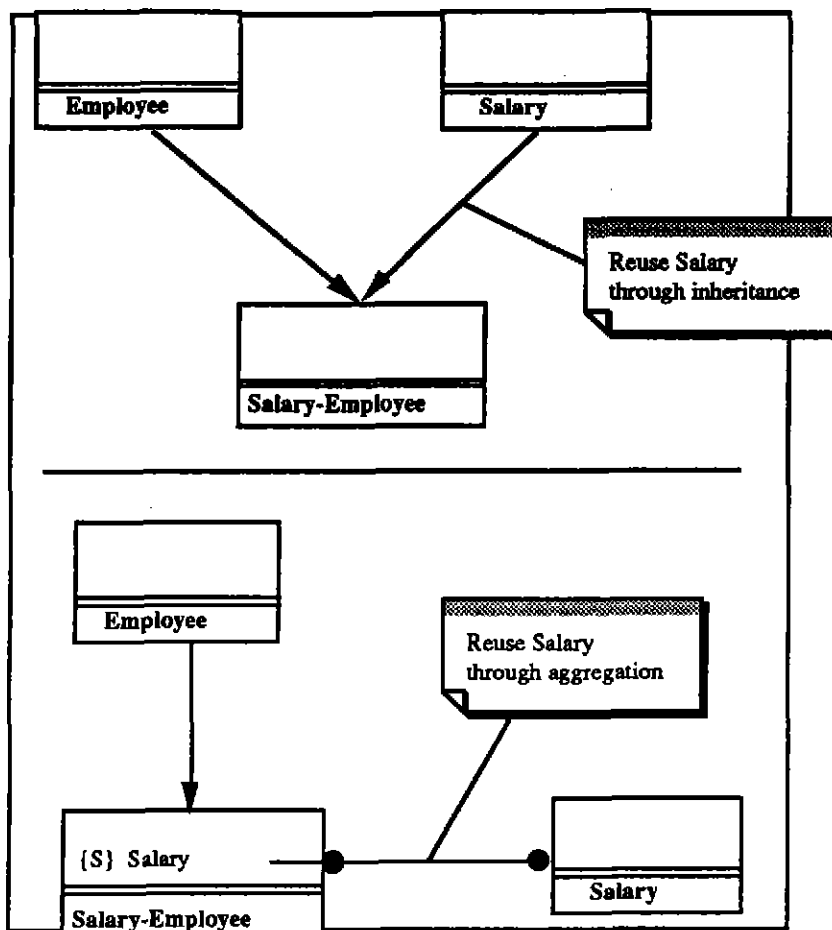 Employee
Salary
Reuse Salary
through inheritance
Salary-Employee
Employee
Reuse Salary
through aggregation
{S} Salary
Salary
Salary-Employee